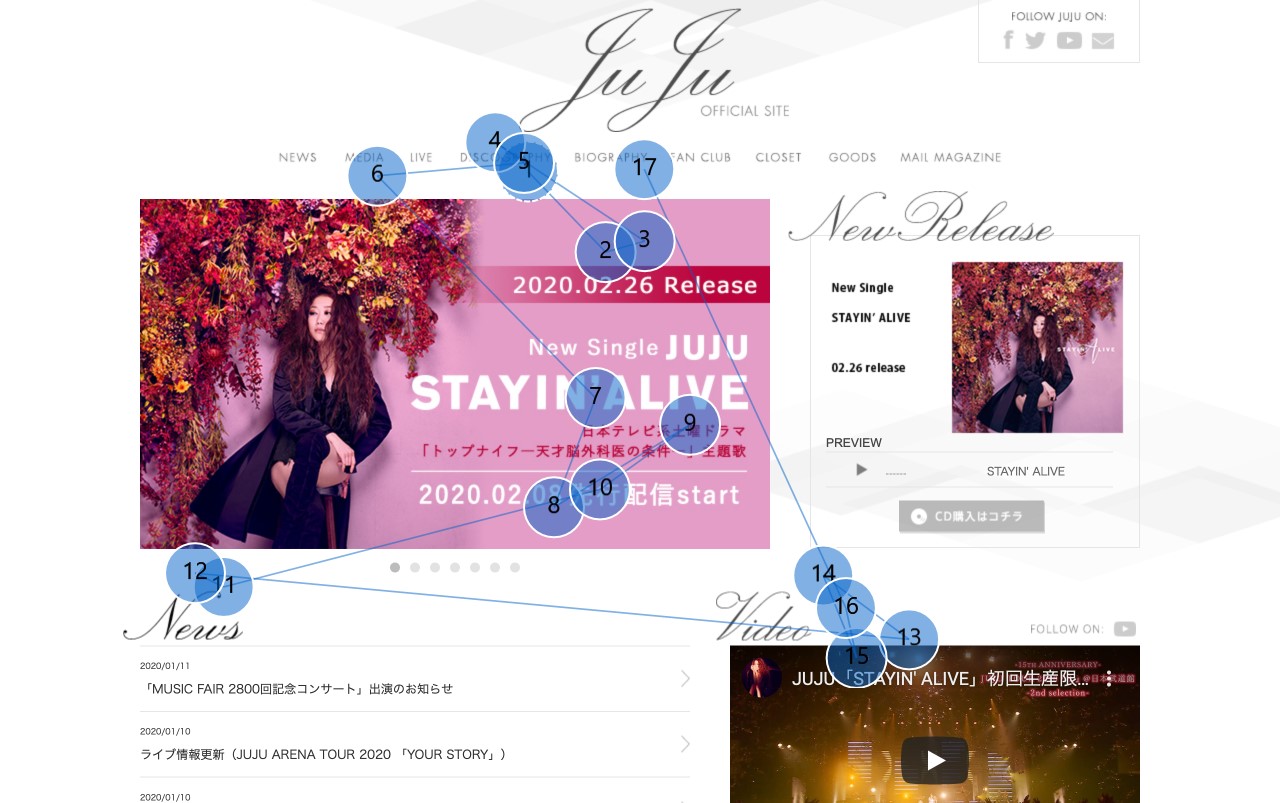 JuJu
OFFICIAL SITE
FOLLOW JUJU ON:
NEWS MEDIA LIVE DISCOGRAPHY BIOGRAPHY FAN CLUB CLOSET GOODS MAIL MAGAZINE
4
5
1
6
17
2
3
2020.02.26 Release
New Single JUJU
STAYIN' ALIVE
7
9
日本テレビ系土曜ドラマ
「トップナイフ―天才脳外科医の条件―」主題歌
2020.02.08先行配信start
8
10
New Release
New Single
STAYIN' ALIVE
02.26 release
STAYIN' ALIVE
PREVIEW
------ STAYIN' ALIVE
CD購入はコチラ
12
11
News
2020/01/11
「MUSIC FAIR 2800回記念コンサート」出演のお知らせ
2020/01/10
ライブ情報更新（JUJU ARENA TOUR 2020 「YOUR STORY」）
2020/01/10
14
16
13
15
Video
FOLLOW ON:
JUJU「STAYIN' ALIVE」初回生産限...
-15TH ANNIVERSARY-
@日本武道館
-2nd selection-